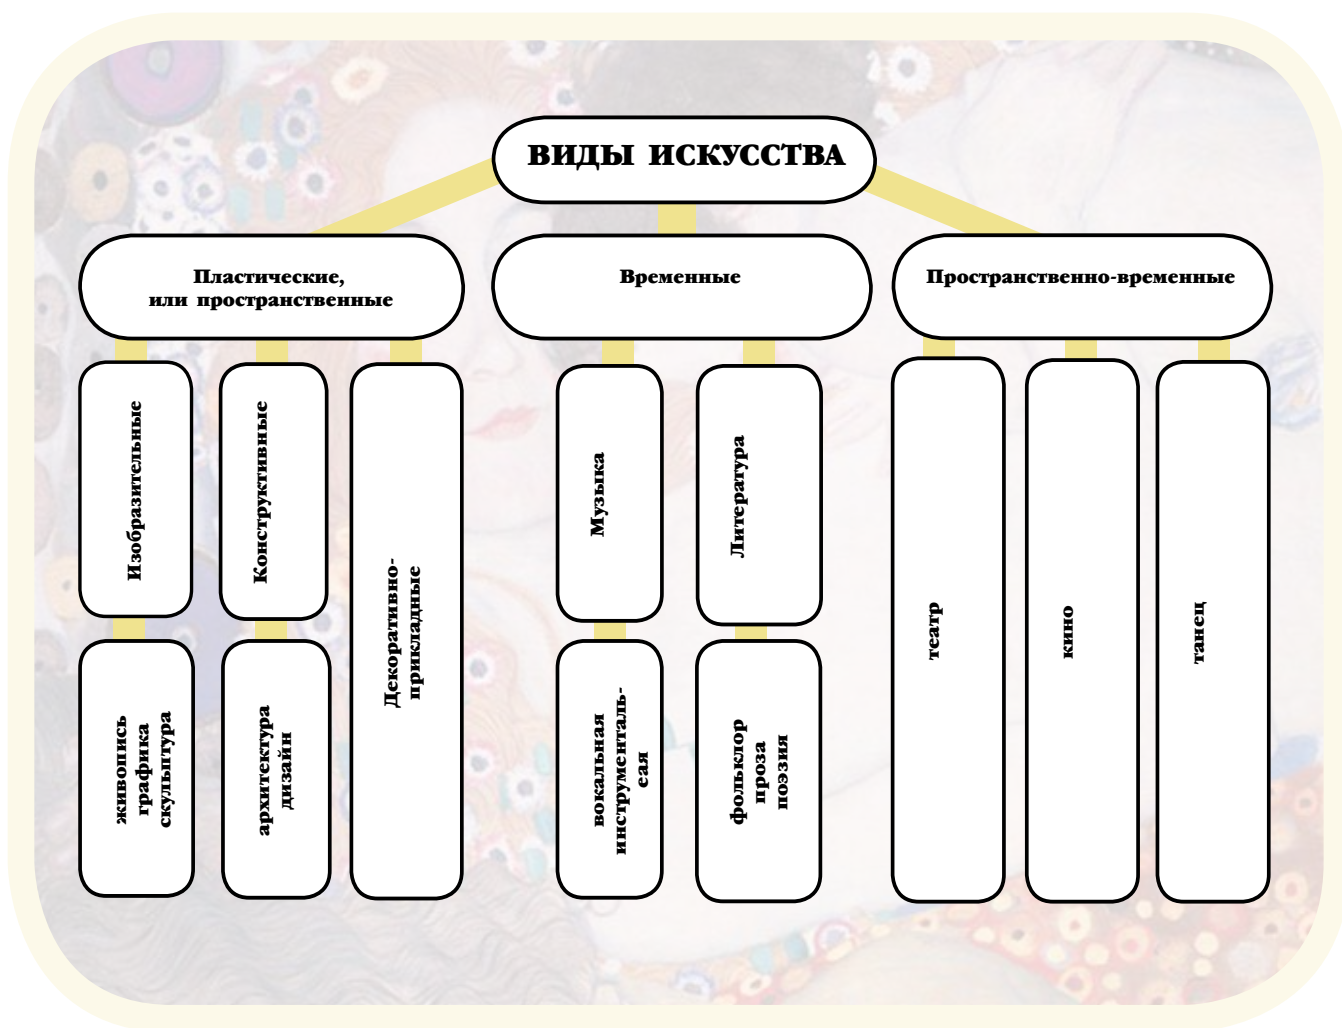 ВИДЫ ИСКУССТВА
Пластические,
или пространственные
Временные
Пространственно-временные
Изобразительные
Конструктивные
Декоративно-
прикладные
Музыка
Литература
театр
кино
танец
живопись
графика
скульптура
архитектура
дизайн
вокальная
инструменталь-
еая
фольклор
проза
поэзия